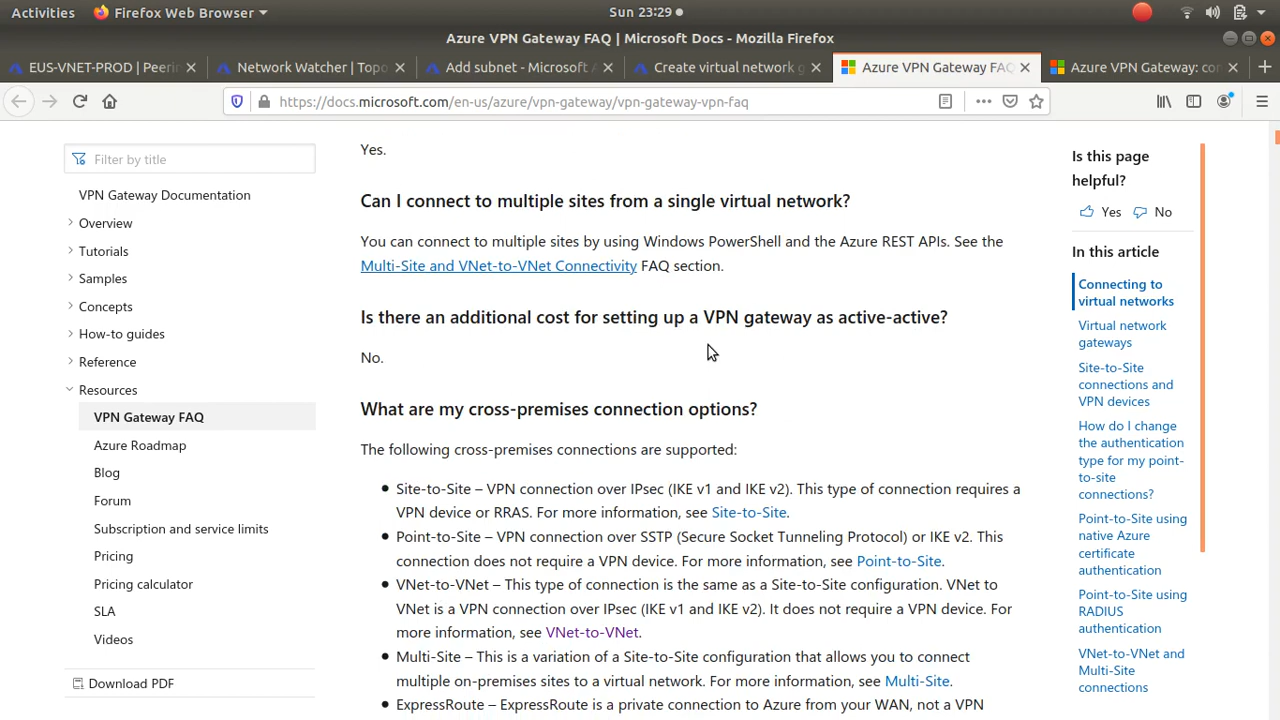 Activities
Firefox Web Browser
Sun 23:29
Azure VPN Gateway FAQ | Microsoft Docs - Mozilla Firefox
EUS-VNET-PROD | Peeri
Network Watcher | Topo
Add subnet - Microsoft A
Create virtual network g
Azure VPN Gateway FAQ
Azure VPN Gateway: co
https://docs.microsoft.com/en-us/azure/vpn-gateway/vpn-gateway-vpn-faq
Filter by title
VPN Gateway Documentation
Overview
Tutorials
Samples
Concepts
How-to guides
Reference
Resources
VPN Gateway FAQ
Azure Roadmap
Blog
Forum
Subscription and service limits
Pricing
Pricing calculator
SLA
Videos
Download PDF
Yes.
Can I connect to multiple sites from a single virtual network?
You can connect to multiple sites by using Windows PowerShell and the Azure REST APIs. See the
Multi-Site and VNet-to-VNet Connectivity FAQ section.
Is there an additional cost for setting up a VPN gateway as active-active?
No.
What are my cross-premises connection options?
The following cross-premises connections are supported:
Site-to-Site – VPN connection over IPsec (IKE v1 and IKE v2). This type of connection requires a
VPN device or RRAS. For more information, see Site-to-Site.
Point-to-Site – VPN connection over SSTP (Secure Socket Tunneling Protocol) or IKE v2. This
connection does not require a VPN device. For more information, see Point-to-Site.
VNet-to-VNet – This type of connection is the same as a Site-to-Site configuration. VNet to
VNet is a VPN connection over IPsec (IKE v1 and IKE v2). It does not require a VPN device. For
more information, see VNet-to-VNet.
Multi-Site – This is a variation of a Site-to-Site configuration that allows you to connect
multiple on-premises sites to a virtual network. For more information, see Multi-Site.
ExpressRoute – ExpressRoute is a private connection to Azure from your WAN, not a VPN
Is this page
helpful?
Yes
No
In this article
Connecting to
virtual networks
Virtual network
gateways
Site-to-Site
connections and
VPN devices
How do I change
the authentication
type for my point-
to-site
connections?
Point-to-Site using
native Azure
certificate
authentication
Point-to-Site using
RADIUS
authentication
VNet-to-VNet and
Multi-Site
connections